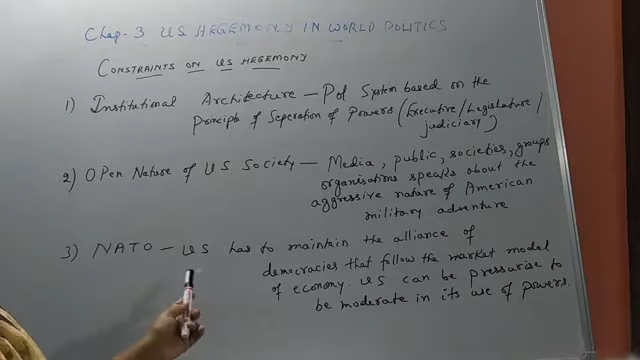 Chap-3 US HEGEMONY IN WORLD POLITICS
CONSTRAINTS ON US HEGEMONY
1) Institutional Architecture - Pol System based on the
Principle of Seperation of Powers (Executive/Legislature/
judiciary)
2) OPen Nature of US Society - Media, public, societies, groups
organisations speaks about the
aggressive nature of American
military adventure
3) NATO - US has to maintain the alliance of
democracies that follow the market model
of economy. US can be pressurise to
be moderate in its use of powers.